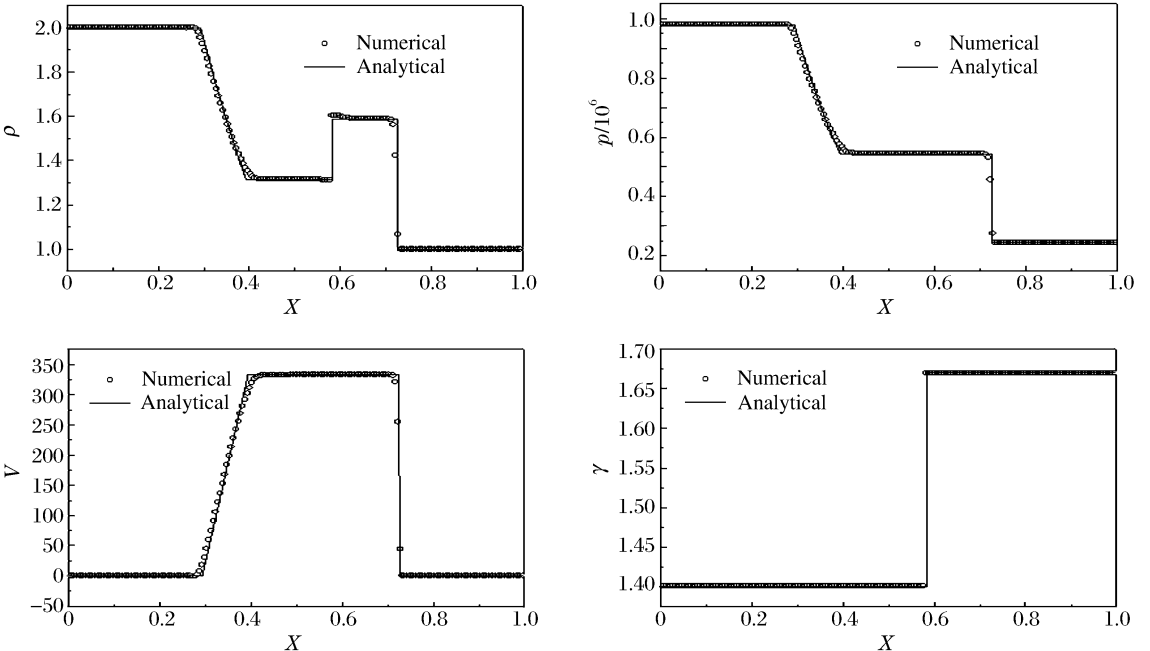 2.0
1.8
1.6
1.4
1.2
1.0
ρ
Numerical
Analytical
0 0.2 0.4 0.6 0.8 1.0
X
1.0
0.8
0.6
0.4
0.2
p/10⁶
Numerical
Analytical
0 0.2 0.4 0.6 0.8 1.0
X
350
300
250
200
150
100
50
0
−50
V
Numerical
Analytical
0 0.2 0.4 0.6 0.8 1.0
X
1.70
1.65
1.60
1.55
1.50
1.45
1.40
γ
Numerical
Analytical
0 0.2 0.4 0.6 0.8 1.0
X